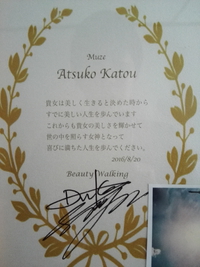 Muze
Atsuko Katou
貴女は美しく生きると決めた時から
すでに美しい人生を歩んでいます
これからも貴女の美しさを輝かせて
世の中を照らす女神となって
喜びに満ちた人生を歩んでください。
2016/8/20
Beauty Walking